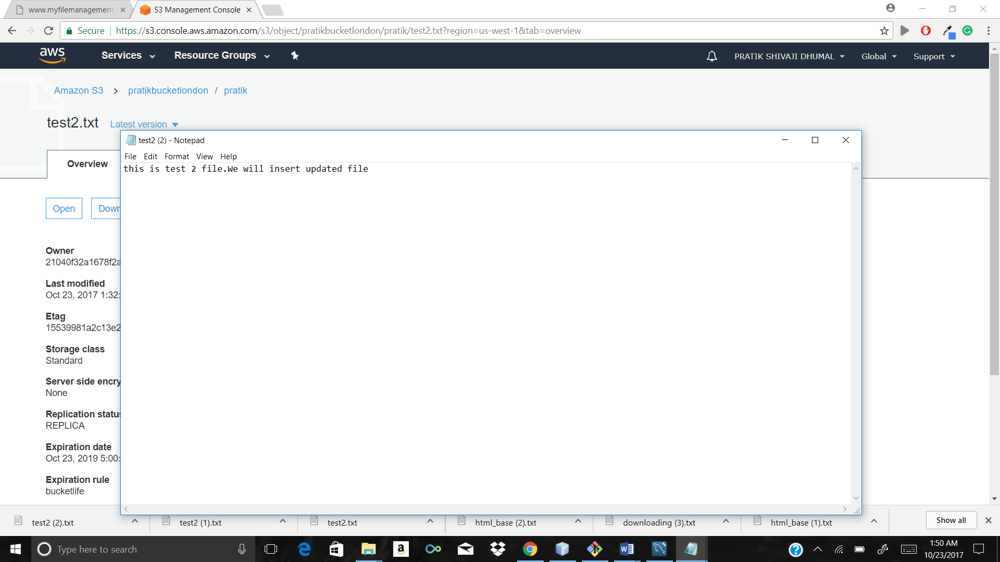 www.myfilemanagement
S3 Management Console
Secure
https://s3.console.aws.amazon.com/s3/object/pratikbucketlondon/pratik/test2.txt?region=us-west-1&tab=overview
aws
Services
Resource Groups
PRATIK SHIVAJI DHUMAL
Global
Support
Amazon S3 > pratikbucketlondon / pratik
test2.txt
Latest version
test2 (2) - Notepad
File Edit Format View Help
this is test 2 file.We will insert updated file
Overview
Open
Down
Owner
21040f32a1678f2a
Last modified
Oct 23, 2017 1:32:
Etag
15539981a2c13e2
Storage class
Standard
Server side encry
None
Replication status
REPLICA
Expiration date
Oct 23, 2019 5:00:
Expiration rule
bucketlife
test2 (2).txt
test2 (1).txt
test2.txt
html_base (2).txt
downloading (3).txt
html_base (1).txt
Show all
Type here to search
1:50 AM
10/23/2017